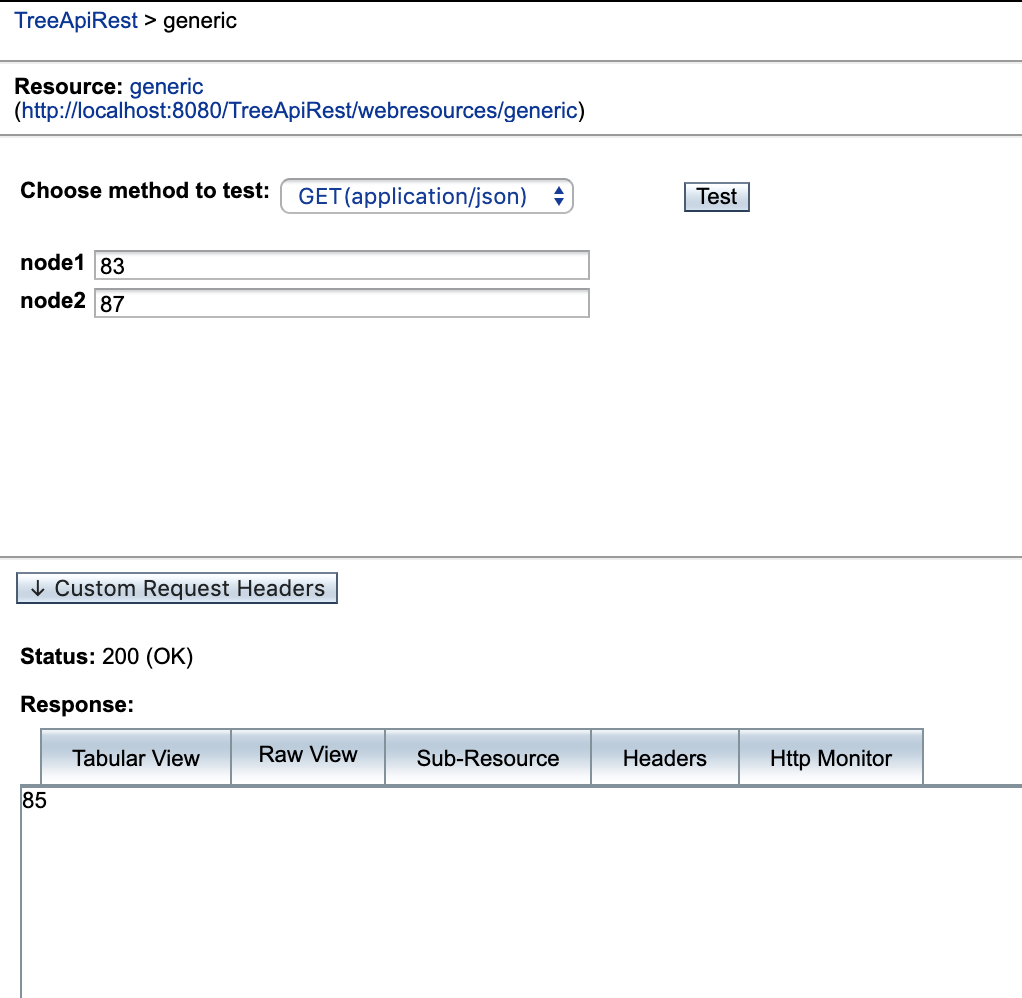 TreeApiRest > generic
Resource: generic
(http://localhost:8080/TreeApiRest/webresources/generic)
Choose method to test: GET(application/json) Test
node1 83
node2 87
↓ Custom Request Headers
Status: 200 (OK)
Response:
Tabular View Raw View Sub-Resource Headers Http Monitor
85